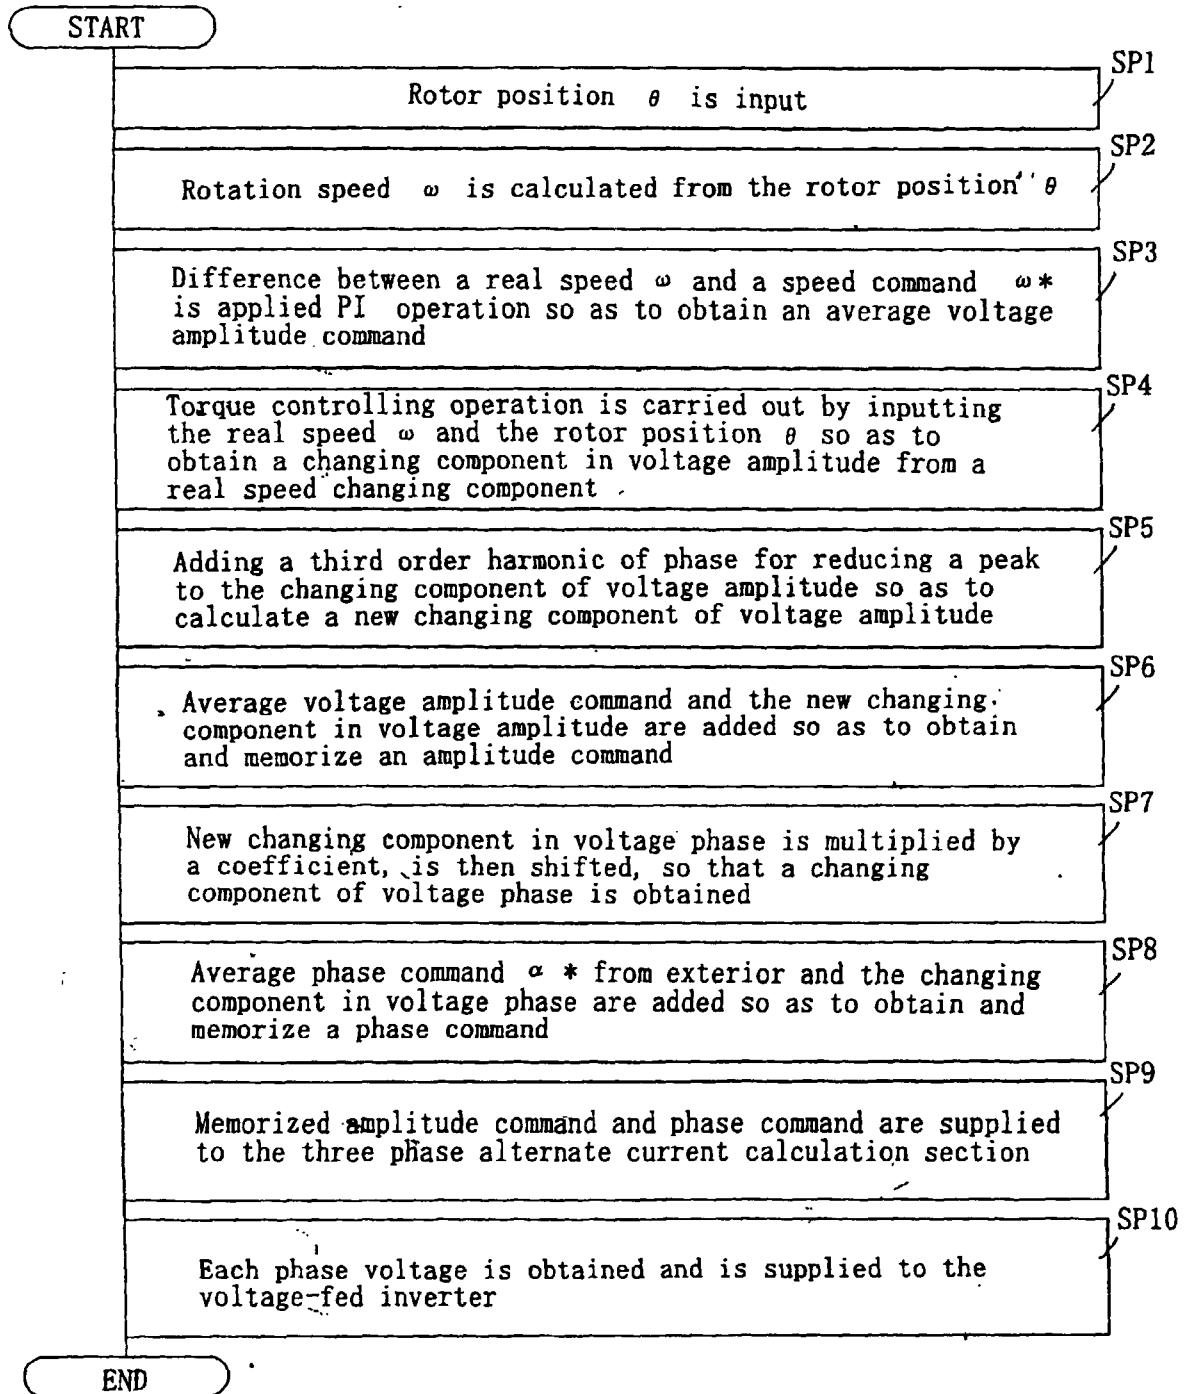 START
SP1
Rotor position θ is input
SP2
Rotation speed ω is calculated from the rotor position θ
SP3
Difference between a real speed ω and a speed command ω*
is applied PI operation so as to obtain an average voltage
amplitude command
SP4
Torque controlling operation is carried out by inputting
the real speed ω and the rotor position θ so as to
obtain a changing component in voltage amplitude from a
real speed changing component
SP5
Adding a third order harmonic of phase for reducing a peak
to the changing component of voltage amplitude so as to
calculate a new changing component of voltage amplitude
SP6
Average voltage amplitude command and the new changing
component in voltage amplitude are added so as to obtain
and memorize an amplitude command
SP7
New changing component in voltage phase is multiplied by
a coefficient, is then shifted, so that a changing
component of voltage phase is obtained
SP8
Average phase command α * from exterior and the changing
component in voltage phase are added so as to obtain and
memorize a phase command
SP9
Memorized amplitude command and phase command are supplied
to the three phase alternate current calculation section
SP10
Each phase voltage is obtained and is supplied to the
voltage-fed inverter
END